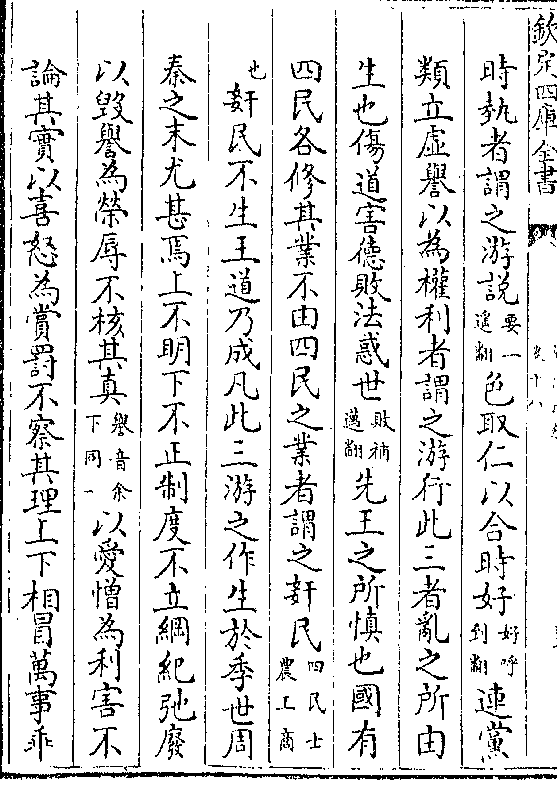 欽定四庫全書
時執者謂之游說要一遙翻色取仁以合時好好呼到翻連黨
類立虛譽以為權利者謂之游行此三者亂之所由
生也傷道害德敗法惑世敗補邁翻先王之所慎也國有
四民各修其業不由四民之業者謂之姧民四民士農工商
也姧民不生王道乃成凡此三游之作生於季世周
秦之末尤甚焉上不明下不正制度不立綱紀弛廢
以毀譽為榮辱不核其真譽音余下同一以愛憎為利害不
論其實以喜怒為賞罰不察其理上下相冒萬事乖